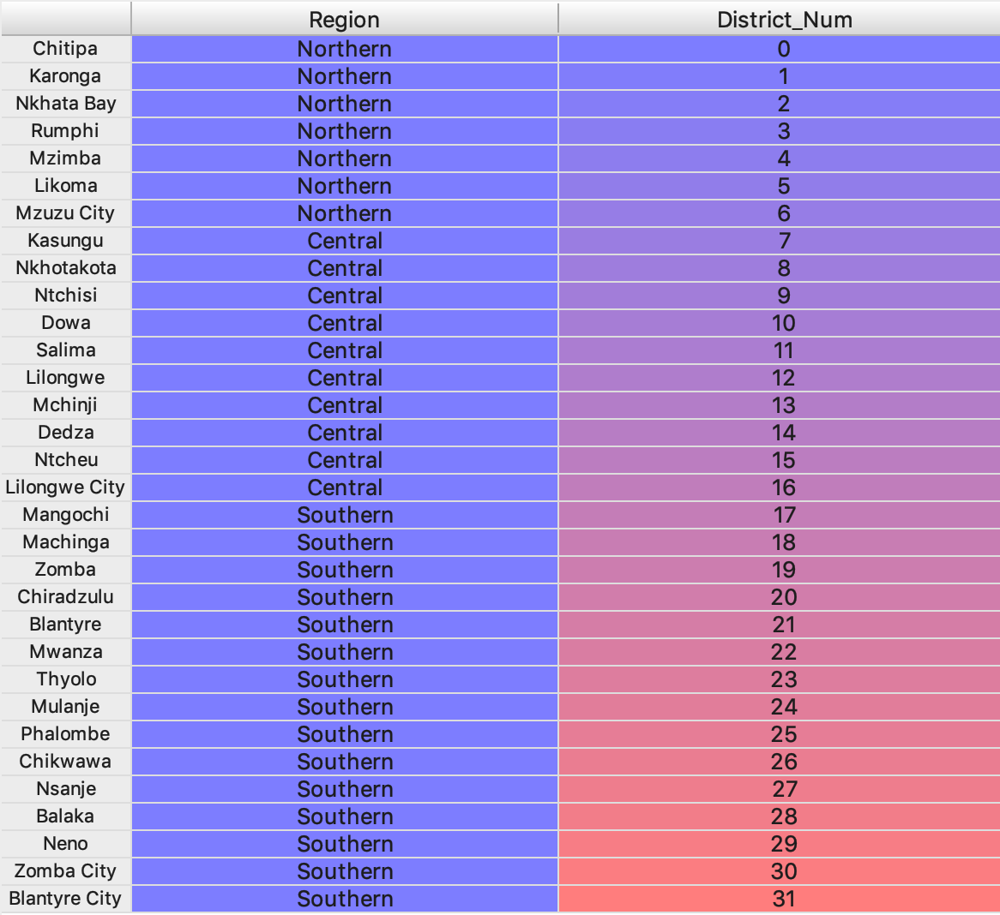 Region District_Num
Chitipa Northern 0
Karonga Northern 1
Nkhata Bay Northern 2
Rumphi Northern 3
Mzimba Northern 4
Likoma Northern 5
Mzuzu City Northern 6
Kasungu Central 7
Nkhotakota Central 8
Ntchisi Central 9
Dowa Central 10
Salima Central 11
Lilongwe Central 12
Mchinji Central 13
Dedza Central 14
Ntcheu Central 15
Lilongwe City Central 16
Mangochi Southern 17
Machinga Southern 18
Zomba Southern 19
Chiradzulu Southern 20
Blantyre Southern 21
Mwanza Southern 22
Thyolo Southern 23
Mulanje Southern 24
Phalombe Southern 25
Chikwawa Southern 26
Nsanje Southern 27
Balaka Southern 28
Neno Southern 29
Zomba City Southern 30
Blantyre City Southern 31